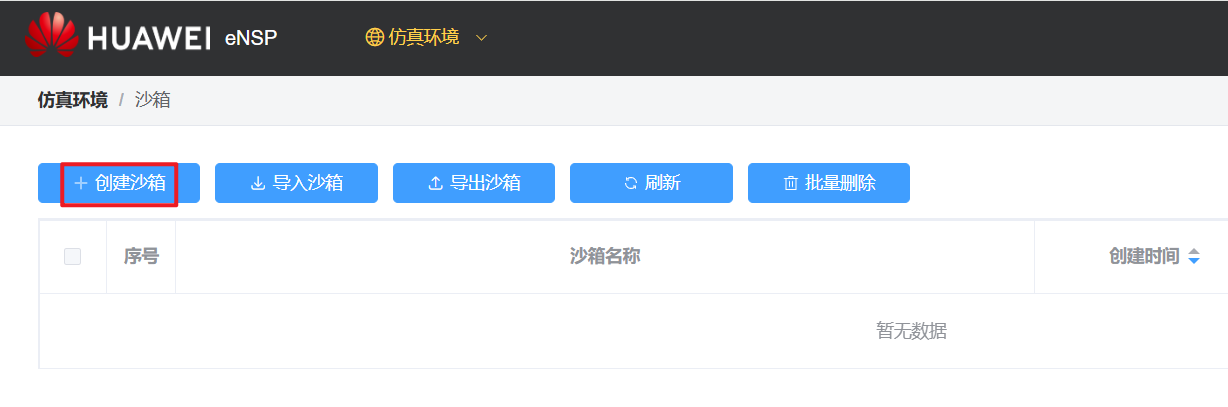 HUAWEI eNSP 仿真环境
仿真环境 / 沙箱
创建沙箱 导入沙箱 导出沙箱 刷新 批量删除
序号 沙箱名称 创建时间
暂无数据